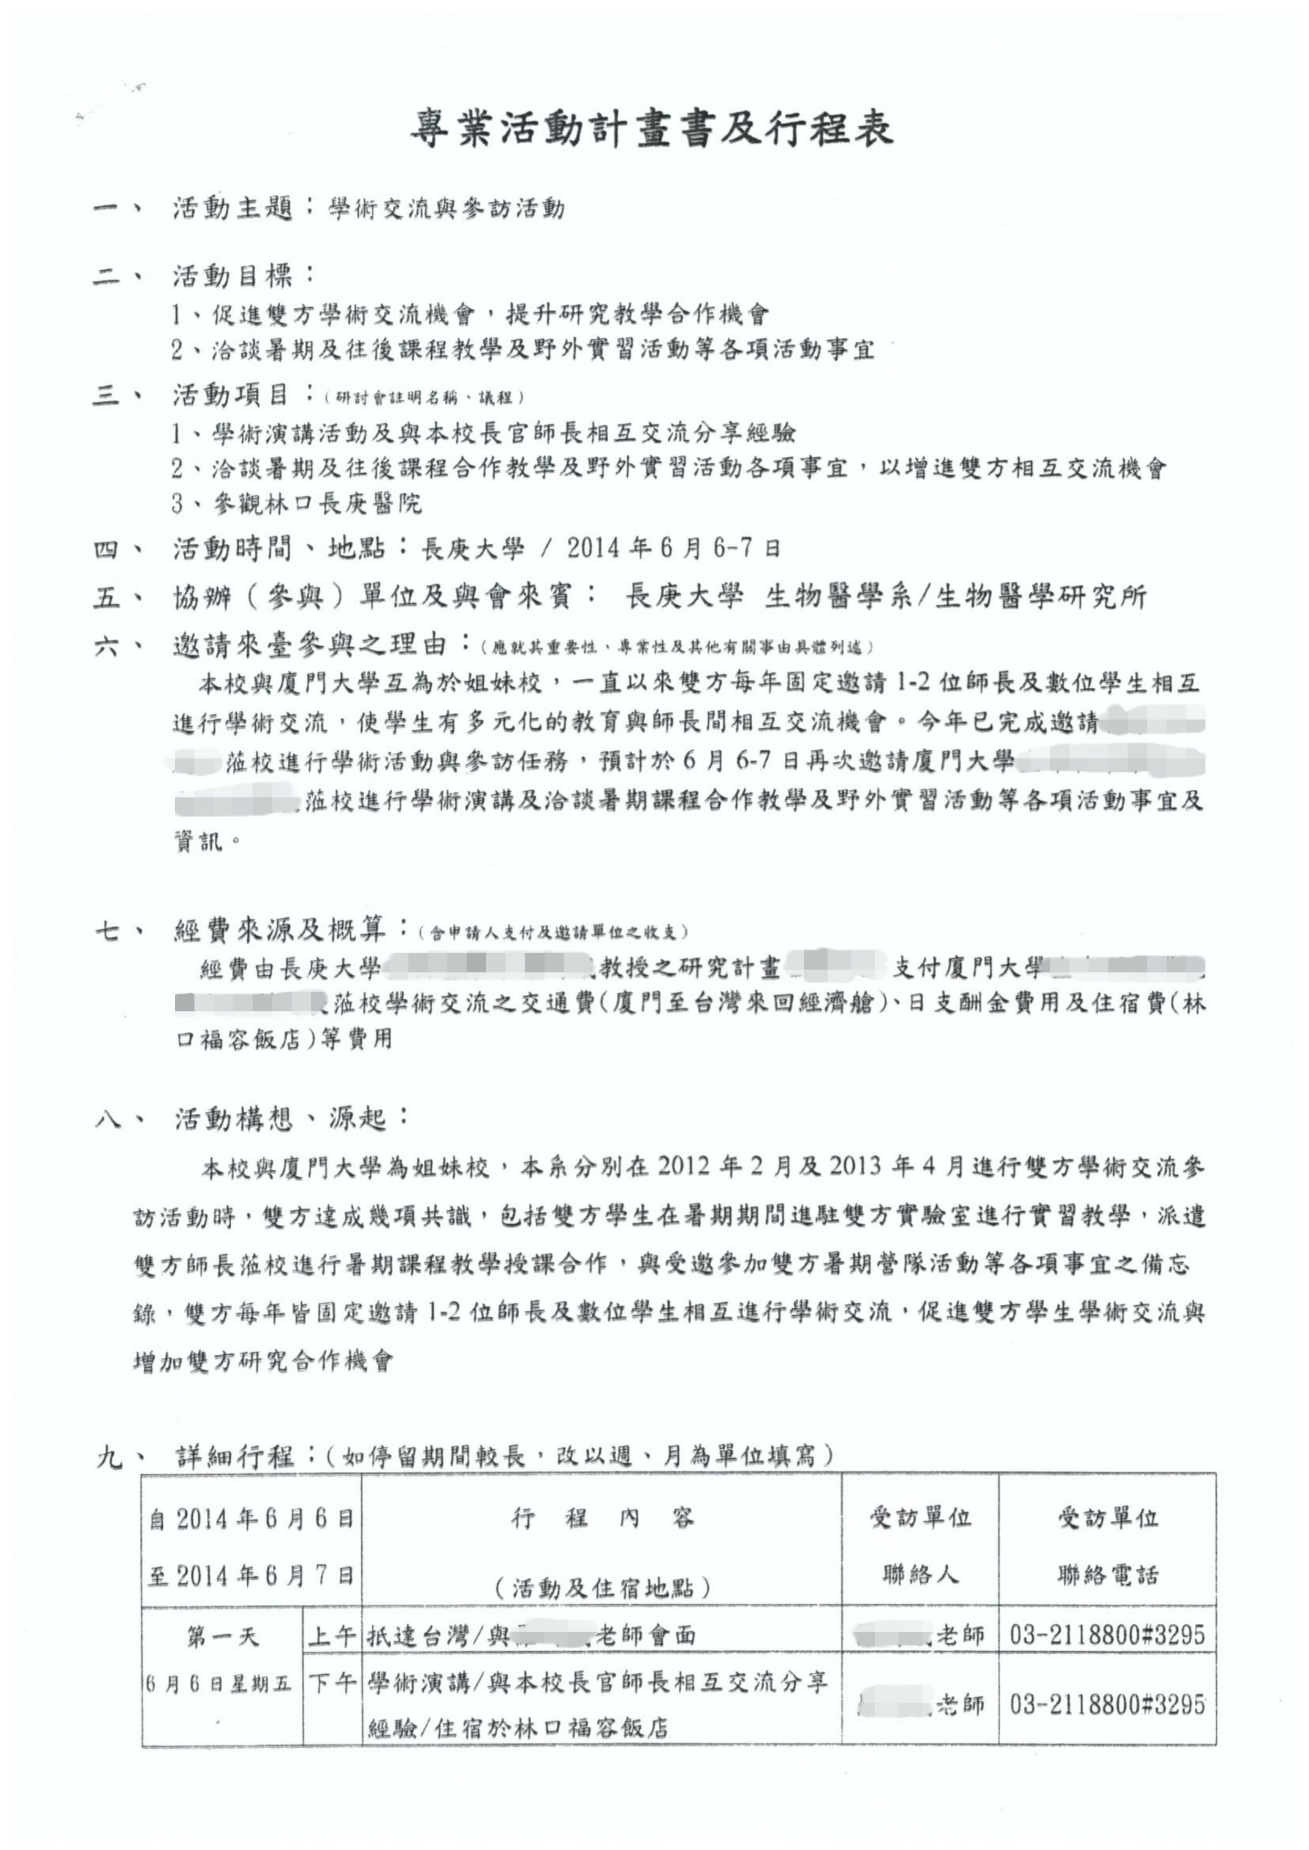 專業活動計畫書及行程表
一、 活動主題：學術交流與參訪活動
二、 活動目標：
1、促進雙方學術交流機會，提升研究教學合作機會
2、洽談暑期及往後課程教學及野外實習活動等各項活動事宜
三、 活動項目：(研討會註明名稱、議程)
1、學術演講活動及與本校長官師長相互交流分享經驗
2、洽談暑期及往後課程合作教學及野外實習活動各項事宜，以增進雙方相互交流機會
3、參觀林口長庚醫院
四、 活動時間、地點：長庚大學 / 2014 年 6 月 6-7 日
五、 協辦（參與）單位及與會來賓： 長庚大學 生物醫學系/生物醫學研究所
六、 邀請來臺參與之理由：(應就其重要性、專業性及其他有關事由具體列述)
本校與廈門大學互為於姐妹校，一直以來雙方每年固定邀請 1-2 位師長及數位學生相互
進行學術交流，使學生有多元化的教育與師長間相互交流機會。今年已完成邀請
蒞校進行學術活動與參訪任務，預計於 6 月 6-7 日再次邀請廈門大學
蒞校進行學術演講及洽談暑期課程合作教學及野外實習活動等各項活動事宜及
資訊。
七、 經費來源及概算：(含申請人支付及邀請單位之收支)
經費由長庚大學 教授之研究計畫 支付廈門大學
蒞校學術交流之交通費(廈門至台灣來回經濟艙)、日支酬金費用及住宿費(林
口福容飯店)等費用
八、 活動構想、源起：
本校與廈門大學為姐妹校，本系分別在 2012 年 2 月及 2013 年 4 月進行雙方學術交流參
訪活動時，雙方達成幾項共識，包括雙方學生在暑期期間進駐雙方實驗室進行實習教學，派遣
雙方師長蒞校進行暑期課程教學授課合作，與受邀參加雙方暑期營隊活動等各項事宜之備忘
錄，雙方每年皆固定邀請 1-2 位師長及數位學生相互進行學術交流，促進雙方學生學術交流與
增加雙方研究合作機會
九、 詳細行程：(如停留期間較長，改以週、月為單位填寫)
自 2014 年 6 月 6 日
至 2014 年 6 月 7 日
行 程 內 容
（活動及住宿地點）
受訪單位
聯絡人
受訪單位
聯絡電話
第一天
6 月 6 日星期五
上午
抵達台灣/與 老師會面
老師
03-2118800#3295
下午
學術演講/與本校長官師長相互交流分享
經驗/住宿於林口福容飯店
老師
03-2118800#3295